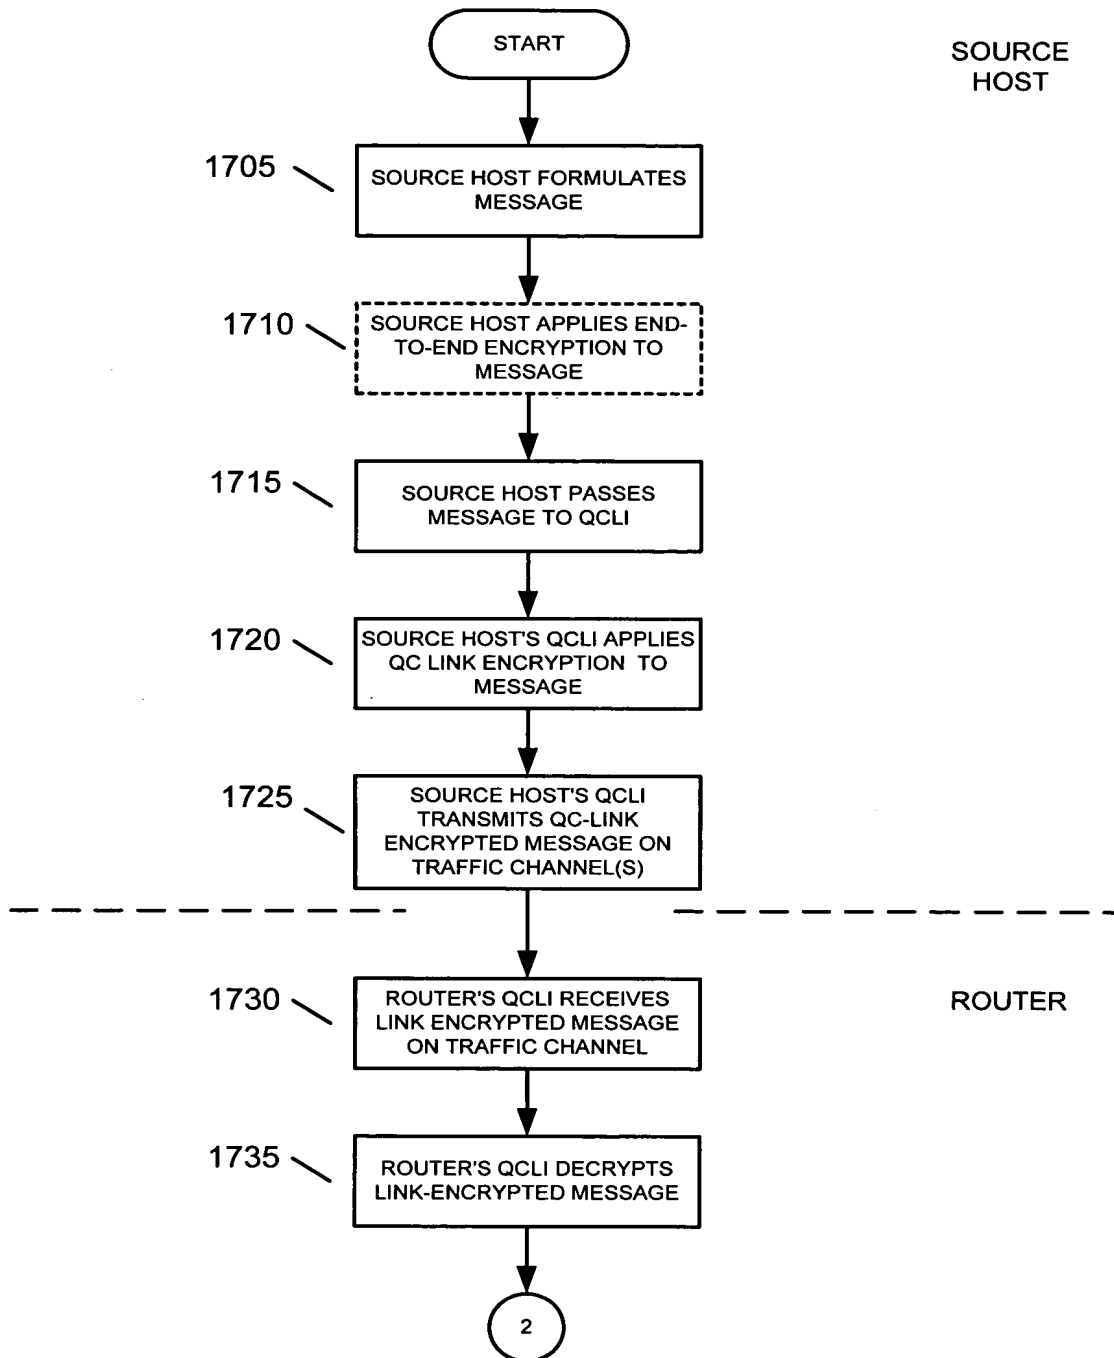 START
SOURCE
HOST
1705
SOURCE HOST FORMULATES
MESSAGE
1710
SOURCE HOST APPLIES END-
TO-END ENCRYPTION TO
MESSAGE
1715
SOURCE HOST PASSES
MESSAGE TO QCLI
1720
SOURCE HOST'S QCLI APPLIES
QC LINK ENCRYPTION TO
MESSAGE
1725
SOURCE HOST'S QCLI
TRANSMITS QC-LINK
ENCRYPTED MESSAGE ON
TRAFFIC CHANNEL(S)
1730
ROUTER'S QCLI RECEIVES
LINK ENCRYPTED MESSAGE
ON TRAFFIC CHANNEL
ROUTER
1735
ROUTER'S QCLI DECRYPTS
LINK-ENCRYPTED MESSAGE
2